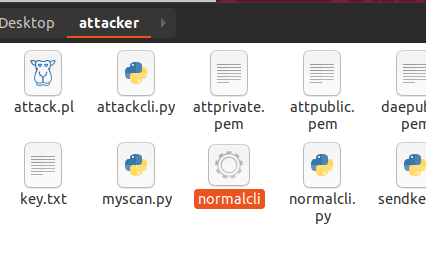 Desktop attacker
attack.pl attackcli.py attprivate. attpublic. daepu
pem pem pem
key.txt myscan.py normalcli normalcli. sendke
py